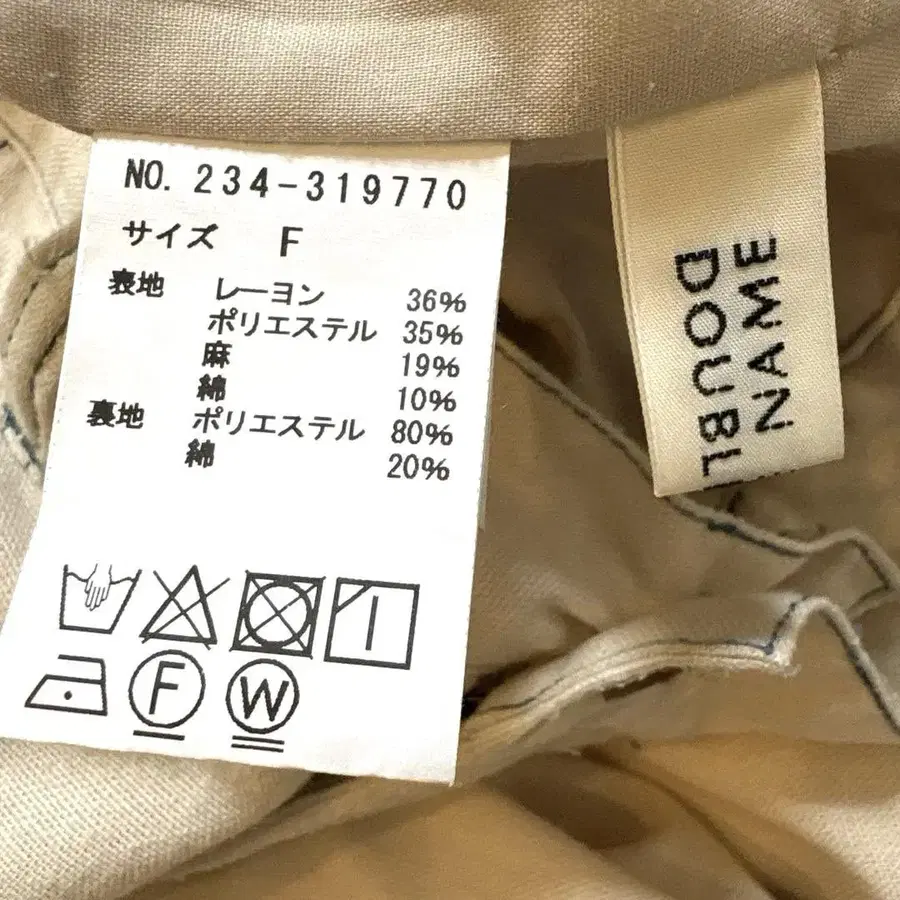 NO. 234-319770
サイズ F
表地 レーヨン 36%
ポリエステル 35%
麻 19%
綿 10%
裏地 ポリエステル 80%
綿 20%
F
W
DOUBL
NAME